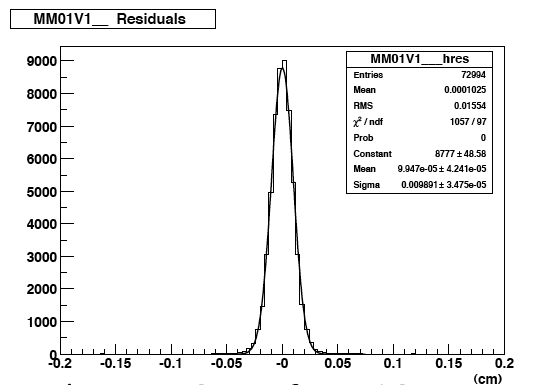 MM01V1__ Residuals
MM01V1___hres
Entries 72994
Mean 0.0001025
RMS 0.01554
χ² / ndf 1057 / 97
Prob 0
Constant 8777 ± 48.58
Mean 9.947e-05 ± 4.241e-05
Sigma 0.009891 ± 3.475e-05
9000
8000
7000
6000
5000
4000
3000
2000
1000
0
-0.2 -0.15 -0.1 -0.05 -0 0.05 0.1 0.15 0.2
(cm)